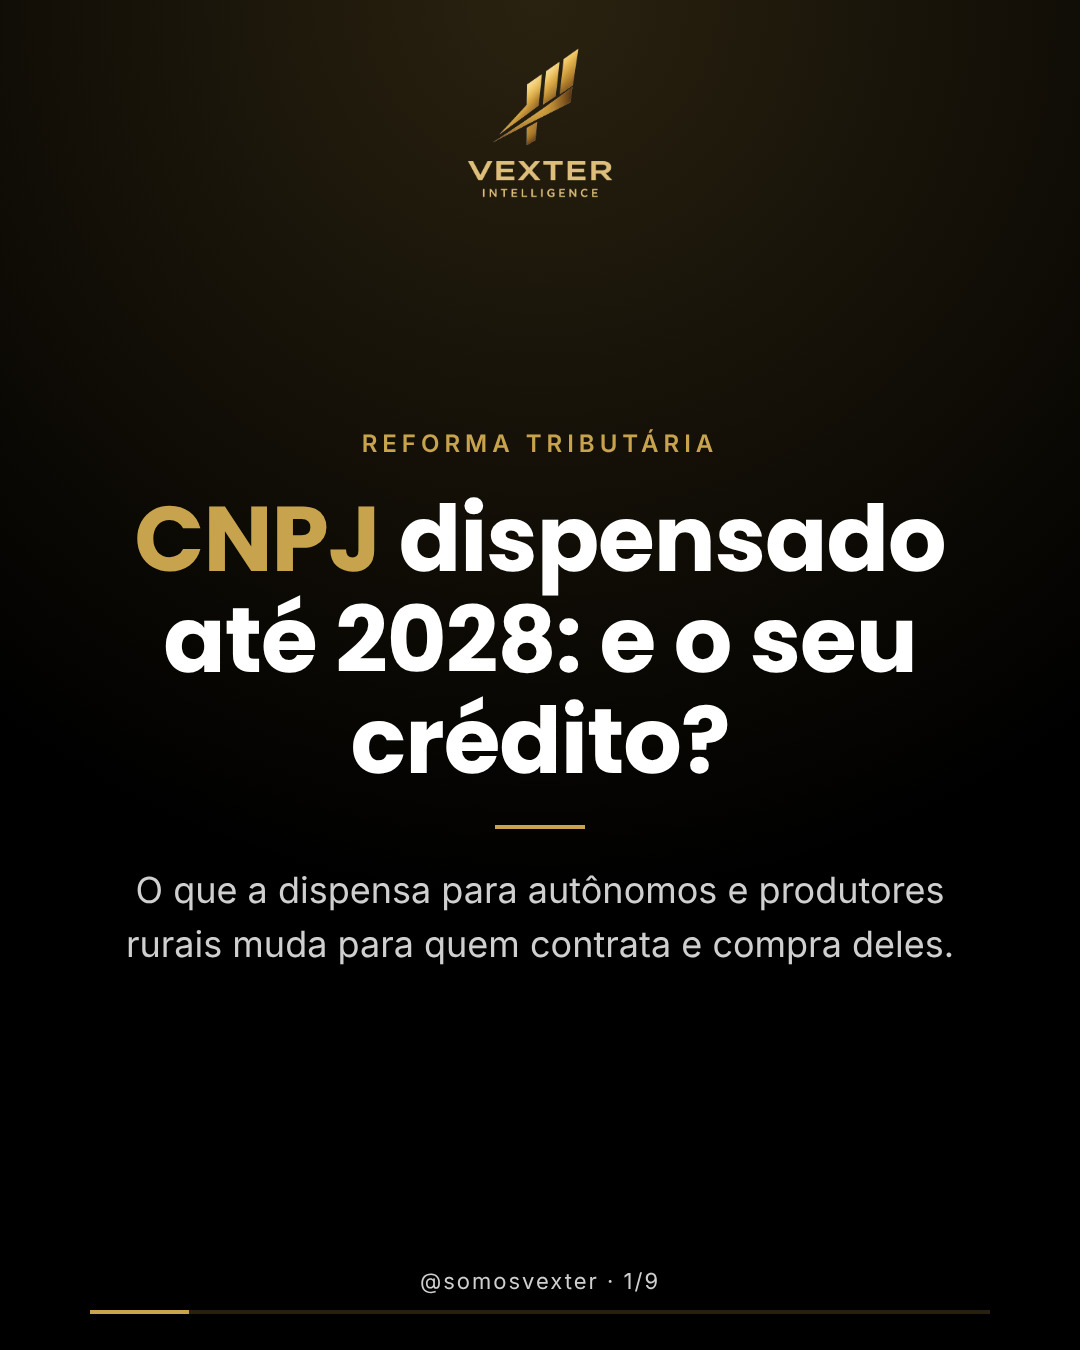 VEXTER
INTELLIGENCE
REFORMA TRIBUTÁRIA
CNPJ dispensado
até 2028: e o seu
crédito?
O que a dispensa para autônomos e produtores
rurais muda para quem contrata e compra deles.
@somosvexter · 1/9